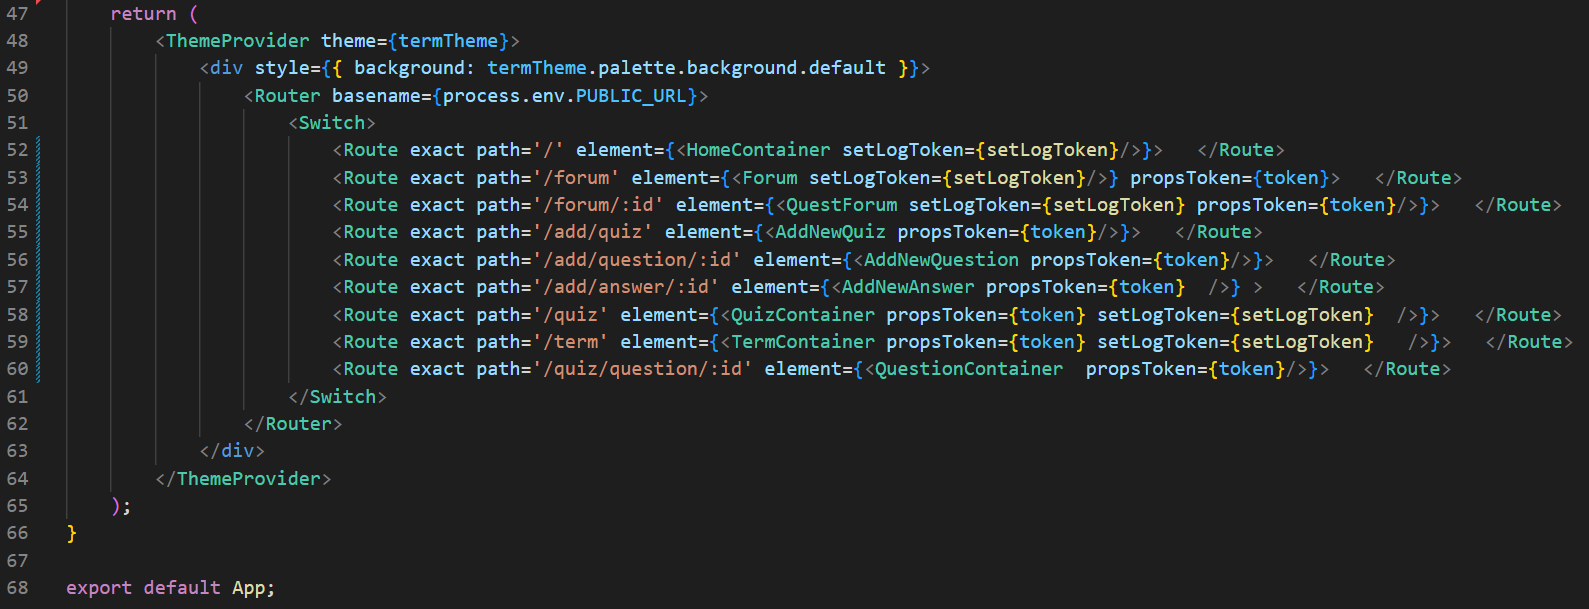 47 return (
48 <ThemeProvider theme={termTheme}>
49 <div style={{ background: termTheme.palette.background.default }}>
50 <Router basename={process.env.PUBLIC_URL}>
51 <Switch>
52 <Route exact path='/' element={<HomeContainer setLogToken={setLogToken}/>}>   </Route>
53 <Route exact path='/forum' element={<Forum setLogToken={setLogToken}/>} propsToken={token}>   </Route>
54 <Route exact path='/forum/:id' element={<QuestForum setLogToken={setLogToken} propsToken={token}/>}>   </Route>
55 <Route exact path='/add/quiz' element={<AddNewQuiz propsToken={token}/>}>   </Route>
56 <Route exact path='/add/question/:id' element={<AddNewQuestion propsToken={token}/>}>   </Route>
57 <Route exact path='/add/answer/:id' element={<AddNewAnswer propsToken={token}  />} >   </Route>
58 <Route exact path='/quiz' element={<QuizContainer propsToken={token} setLogToken={setLogToken}  />}>   </Route>
59 <Route exact path='/term' element={<TermContainer propsToken={token} setLogToken={setLogToken}   />}>   </Route>
60 <Route exact path='/quiz/question/:id' element={<QuestionContainer  propsToken={token}/>}>   </Route>
61 </Switch>
62 </Router>
63 </div>
64 </ThemeProvider>
65 );
66 }
67
68 export default App;